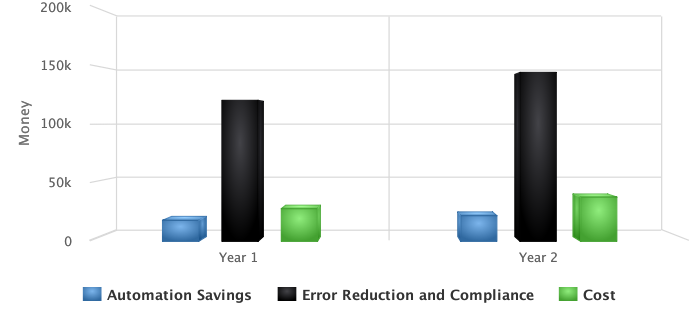 200k
150k
100k
50k
0
Money
Year 1
Year 2
Automation Savings
Error Reduction and Compliance
Cost